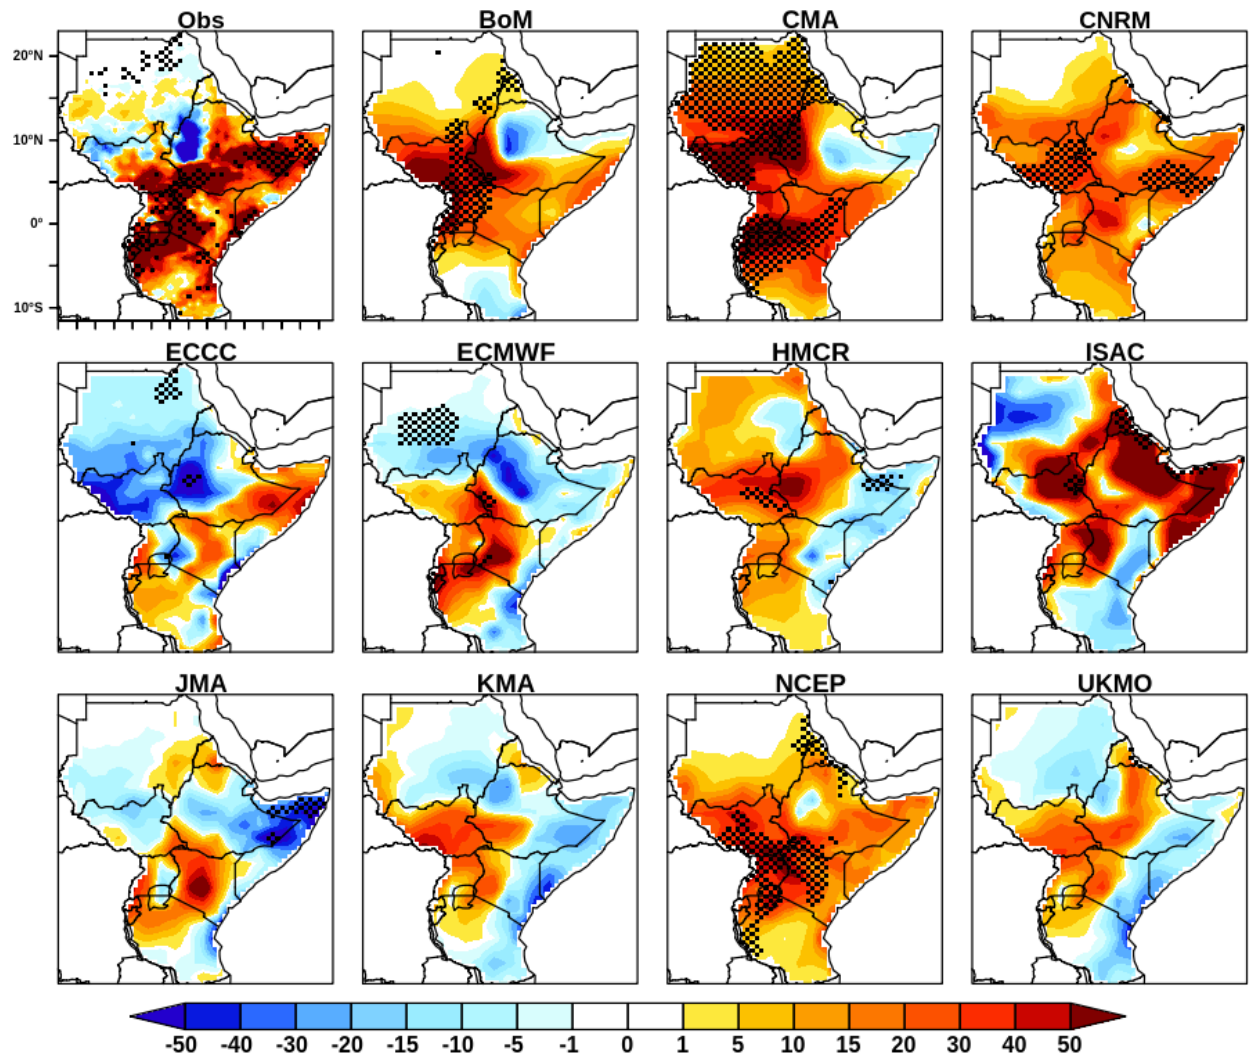 Obs BoM CMA CNRM
20°N
10°N
0°
10°S
ECCC ECMWF HMCR ISAC
JMA KMA NCEP UKMO
-50 -40 -30 -20 -15 -10 -5 -1 0 1 5 10 15 20 30 40 50